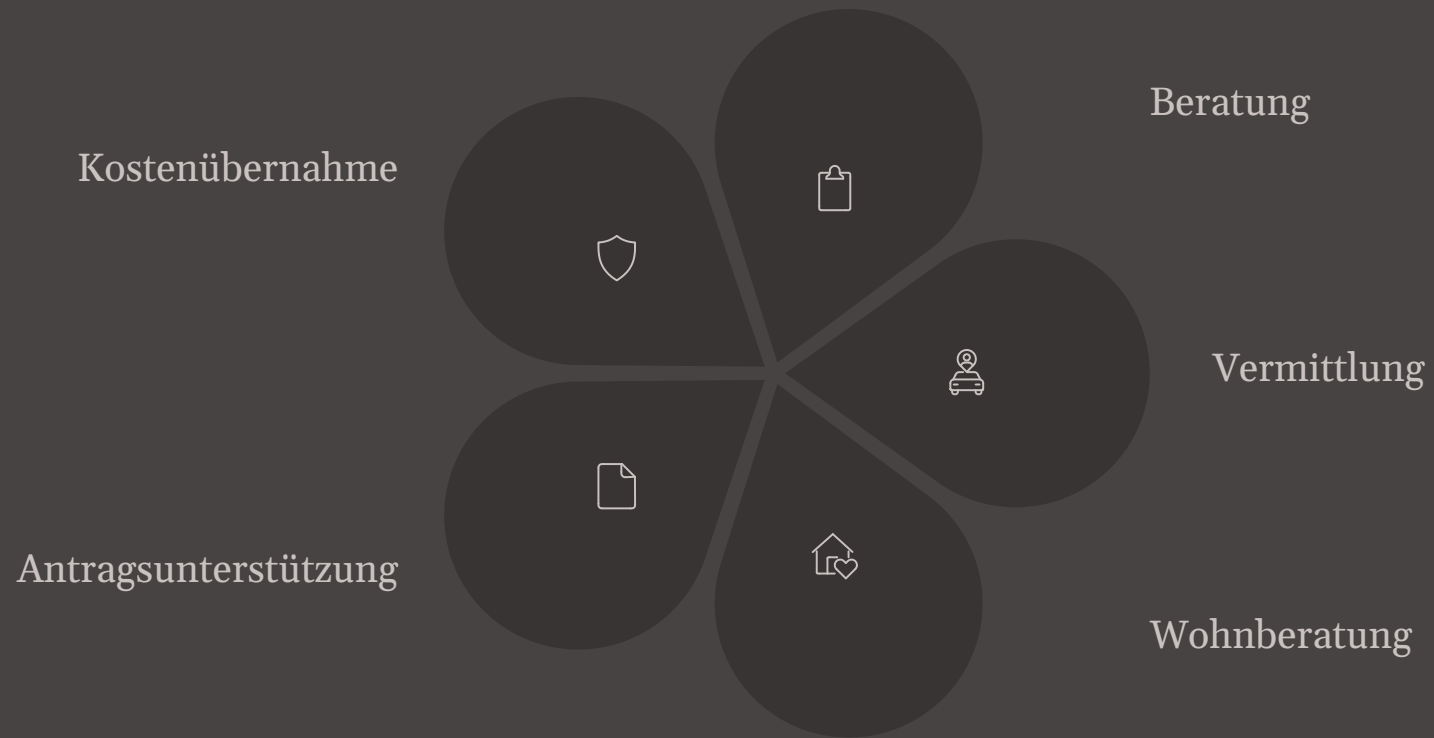 Beratung
Kostenübernahme
Vermittlung
Antragsunterstützung
Wohnberatung